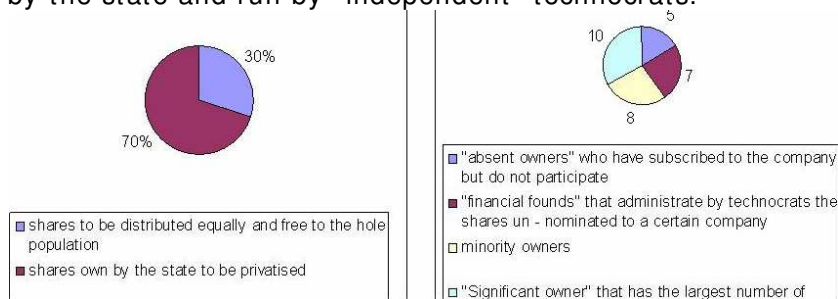 by the state and run by "independent" technocrats.
30%
70%
shares to be distributed equally and free to the hole
population
shares own by the state to be privatised
5
10
7
8
"absent owners" who have subscribed to the company
but do not participate
"financial founds" that administrate by technocrats the
shares un - nominated to a certain company
minority owners
"Significant owner" that has the largest number of